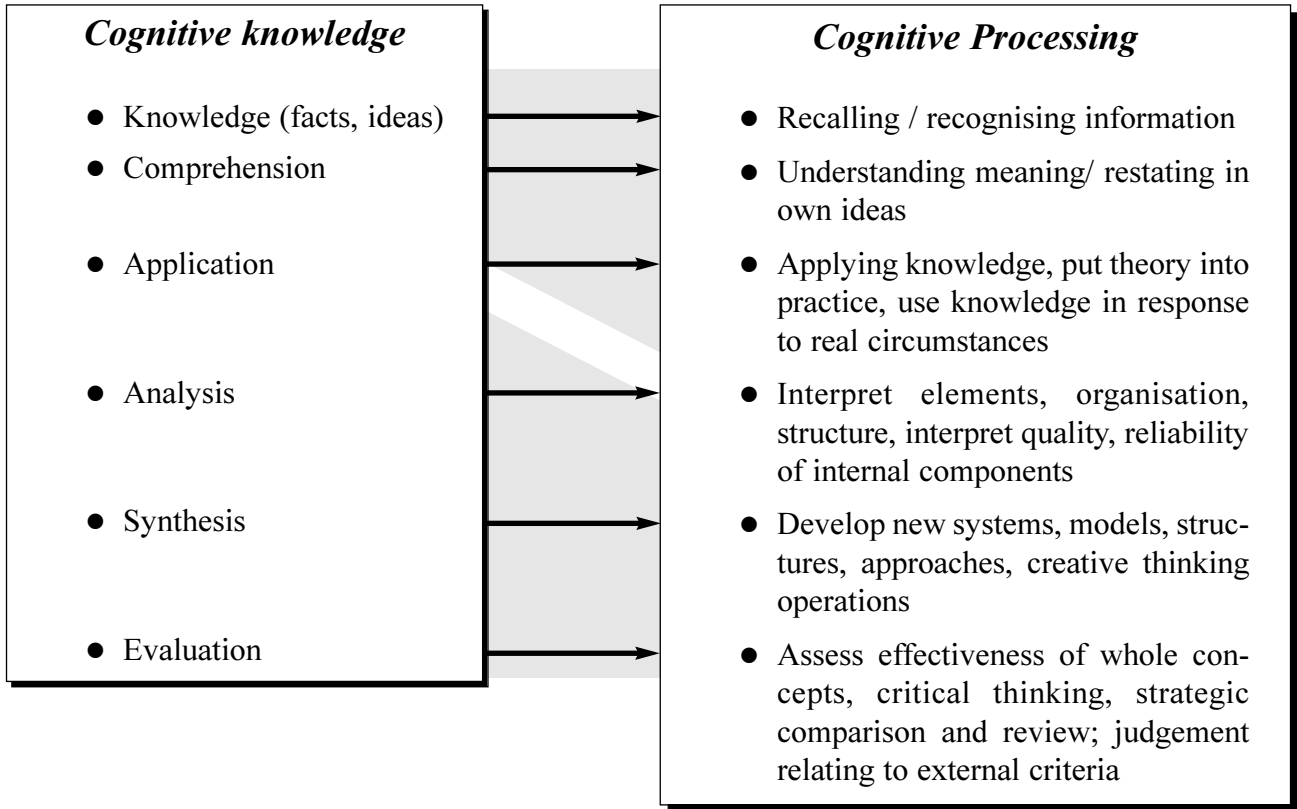 Cognitive knowledge
● Knowledge (facts, ideas)
● Comprehension
● Application
● Analysis
● Synthesis
● Evaluation
Cognitive Processing
● Recalling / recognising information
● Understanding meaning/ restating in
own ideas
● Applying knowledge, put theory into
practice, use knowledge in response
to real circumstances
● Interpret elements, organisation,
structure, interpret quality, reliability
of internal components
● Develop new systems, models, struc-
tures, approaches, creative thinking
operations
● Assess effectiveness of whole con-
cepts, critical thinking, strategic
comparison and review; judgement
relating to external criteria